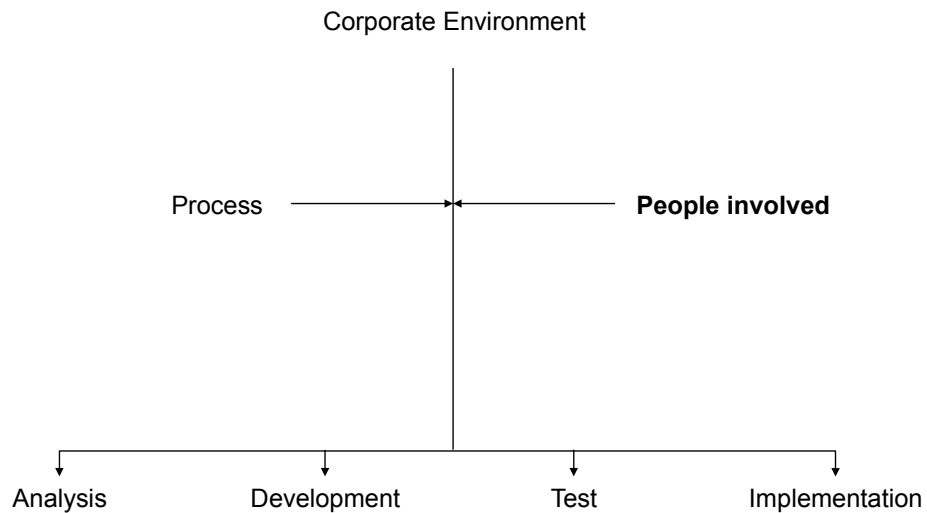 Corporate Environment
Process
People involved
Analysis
Development
Test
Implementation